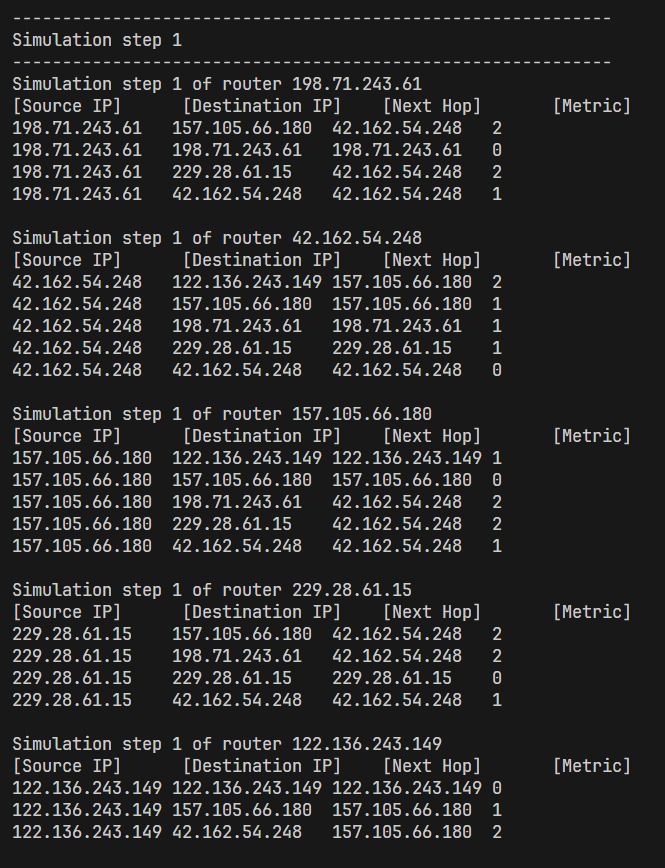 ------------------------------------------------------------
Simulation step 1
------------------------------------------------------------
Simulation step 1 of router 198.71.243.61
[Source IP]      [Destination IP]    [Next Hop]       [Metric]
198.71.243.61   157.105.66.180  42.162.54.248   2
198.71.243.61   198.71.243.61   198.71.243.61   0
198.71.243.61   229.28.61.15    42.162.54.248   2
198.71.243.61   42.162.54.248   42.162.54.248   1

Simulation step 1 of router 42.162.54.248
[Source IP]      [Destination IP]    [Next Hop]       [Metric]
42.162.54.248   122.136.243.149 157.105.66.180  2
42.162.54.248   157.105.66.180  157.105.66.180  1
42.162.54.248   198.71.243.61   198.71.243.61   1
42.162.54.248   229.28.61.15    229.28.61.15    1
42.162.54.248   42.162.54.248   42.162.54.248   0

Simulation step 1 of router 157.105.66.180
[Source IP]      [Destination IP]    [Next Hop]       [Metric]
157.105.66.180  122.136.243.149 122.136.243.149 1
157.105.66.180  157.105.66.180  157.105.66.180  0
157.105.66.180  198.71.243.61   42.162.54.248   2
157.105.66.180  229.28.61.15    42.162.54.248   2
157.105.66.180  42.162.54.248   42.162.54.248   1

Simulation step 1 of router 229.28.61.15
[Source IP]      [Destination IP]    [Next Hop]       [Metric]
229.28.61.15    157.105.66.180  42.162.54.248   2
229.28.61.15    198.71.243.61   42.162.54.248   2
229.28.61.15    229.28.61.15    229.28.61.15    0
229.28.61.15    42.162.54.248   42.162.54.248   1

Simulation step 1 of router 122.136.243.149
[Source IP]      [Destination IP]    [Next Hop]       [Metric]
122.136.243.149 122.136.243.149 122.136.243.149 0
122.136.243.149 157.105.66.180  157.105.66.180  1
122.136.243.149 42.162.54.248   157.105.66.180  2